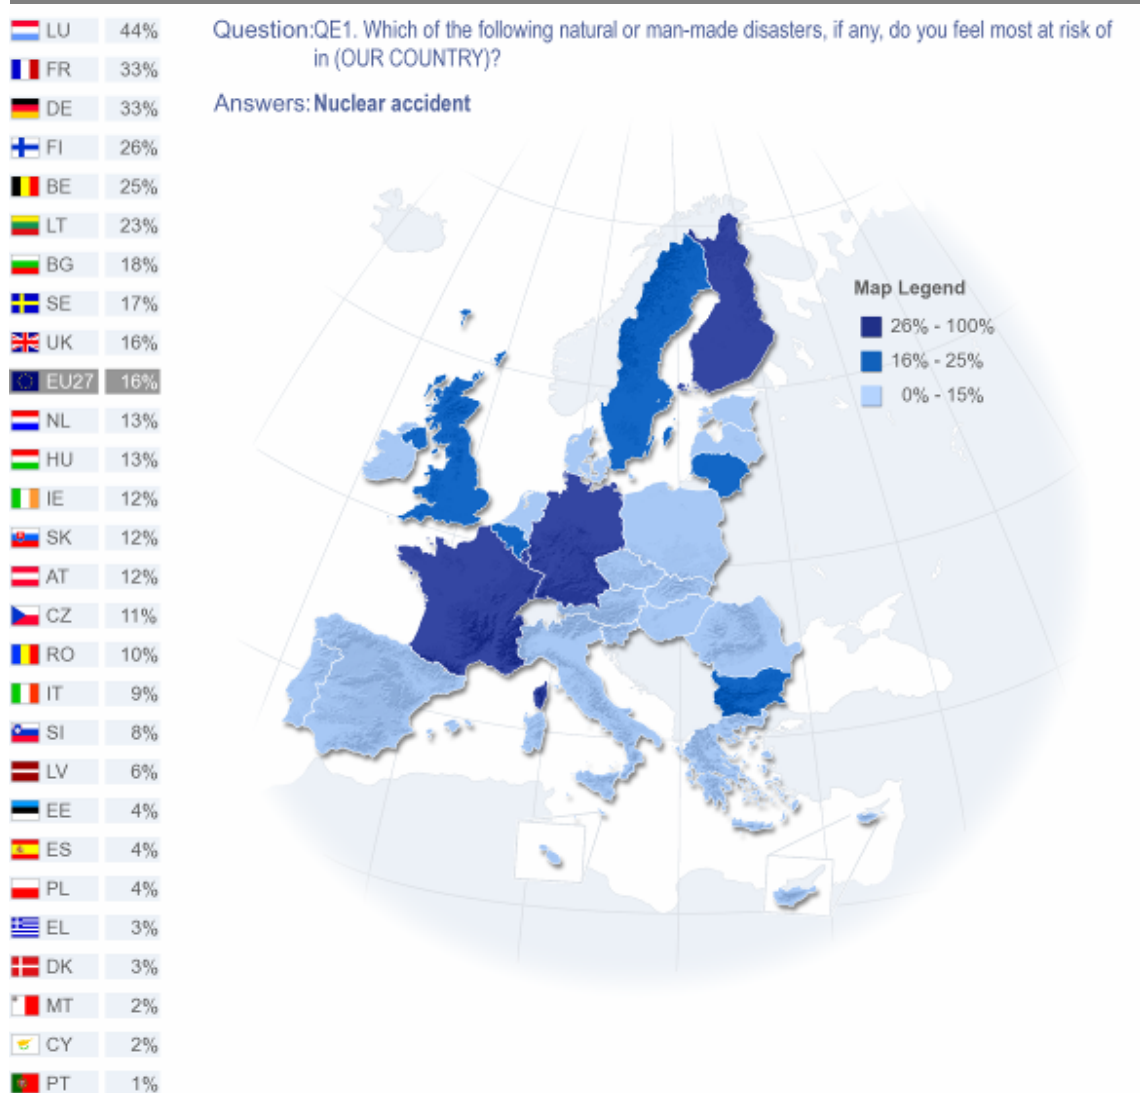 Question:QE1. Which of the following natural or man-made disasters, if any, do you feel most at risk of
in (OUR COUNTRY)?
Answers: Nuclear accident
LU 44%
FR 33%
DE 33%
FI 26%
BE 25%
LT 23%
BG 18%
SE 17%
UK 16%
EU27 16%
NL 13%
HU 13%
IE 12%
SK 12%
AT 12%
CZ 11%
RO 10%
IT 9%
SI 8%
LV 6%
EE 4%
ES 4%
PL 4%
EL 3%
DK 3%
MT 2%
CY 2%
PT 1%
Map Legend
26% - 100%
16% - 25%
0% - 15%